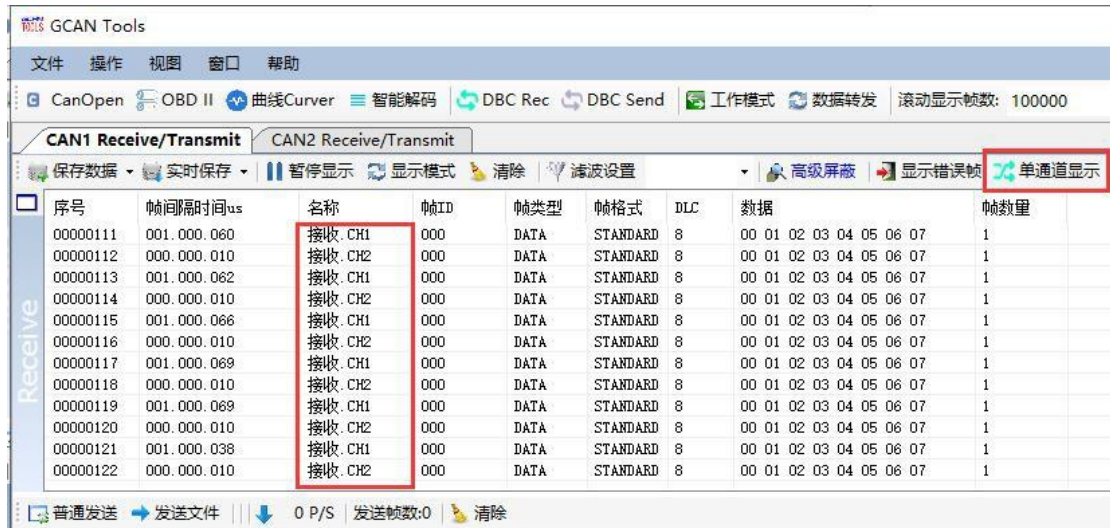 TOOLS GCAN Tools
文件 操作 视图 窗口 帮助
CanOpen OBD II 曲线Curver 智能解码 DBC Rec DBC Send 工作模式 数据转发 滚动显示帧数: 100000
CAN1 Receive/Transmit CAN2 Receive/Transmit
保存数据 实时保存 暂停显示 显示模式 清除 滤波设置 高级屏蔽 显示错误帧 单通道显示
序号 帧间隔时间us 名称 帧ID 帧类型 帧格式 DLC 数据 帧数量
00000111 001.000.060 接收.CH1 000 DATA STANDARD 8 00 01 02 03 04 05 06 07 1
00000112 000.000.010 接收.CH2 000 DATA STANDARD 8 00 01 02 03 04 05 06 07 1
00000113 001.000.062 接收.CH1 000 DATA STANDARD 8 00 01 02 03 04 05 06 07 1
00000114 000.000.010 接收.CH2 000 DATA STANDARD 8 00 01 02 03 04 05 06 07 1
00000115 001.000.066 接收.CH1 000 DATA STANDARD 8 00 01 02 03 04 05 06 07 1
00000116 000.000.010 接收.CH2 000 DATA STANDARD 8 00 01 02 03 04 05 06 07 1
00000117 001.000.069 接收.CH1 000 DATA STANDARD 8 00 01 02 03 04 05 06 07 1
00000118 000.000.010 接收.CH2 000 DATA STANDARD 8 00 01 02 03 04 05 06 07 1
00000119 001.000.069 接收.CH1 000 DATA STANDARD 8 00 01 02 03 04 05 06 07 1
00000120 000.000.010 接收.CH2 000 DATA STANDARD 8 00 01 02 03 04 05 06 07 1
00000121 001.000.038 接收.CH1 000 DATA STANDARD 8 00 01 02 03 04 05 06 07 1
00000122 000.000.010 接收.CH2 000 DATA STANDARD 8 00 01 02 03 04 05 06 07 1
Receive
普通发送 发送文件 0 P/S 发送帧数:0 清除